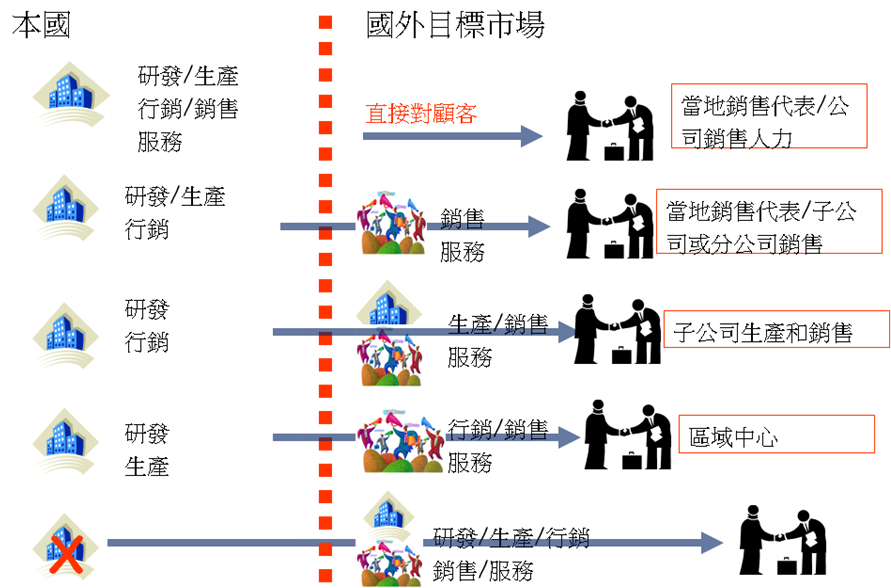 本國
國外目標市場
研發/生產
行銷/銷售
服務
直接對顧客
當地銷售代表/公
司銷售人力
研發/生產
行銷
銷售
服務
當地銷售代表/子公
司或分公司銷售
研發
行銷
生產/銷售
服務
子公司生產和銷售
研發
生產
行銷/銷售
服務
區域中心
研發/生產/行銷
銷售/服務